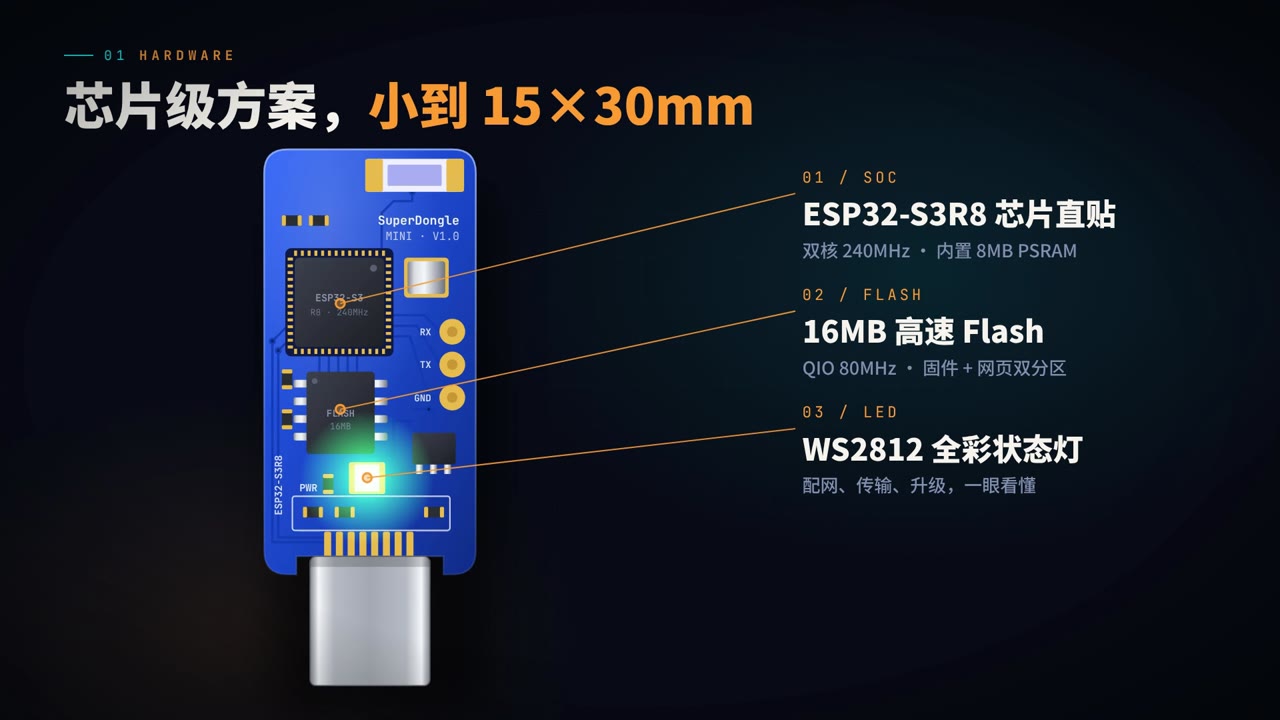 01 HARDWARE
芯片级方案，小到 15×30mm
SuperDongle
MINI · V1.0
ESP32-S3
R8 · 240MHz
RX
TX
GND
FLASH
16MB
PWR
ESP32-S3R8
01 / SOC
ESP32-S3R8 芯片直贴
双核 240MHz · 内置 8MB PSRAM
02 / FLASH
16MB 高速 Flash
QIO 80MHz · 固件 + 网页双分区
03 / LED
WS2812 全彩状态灯
配网、传输、升级，一眼看懂